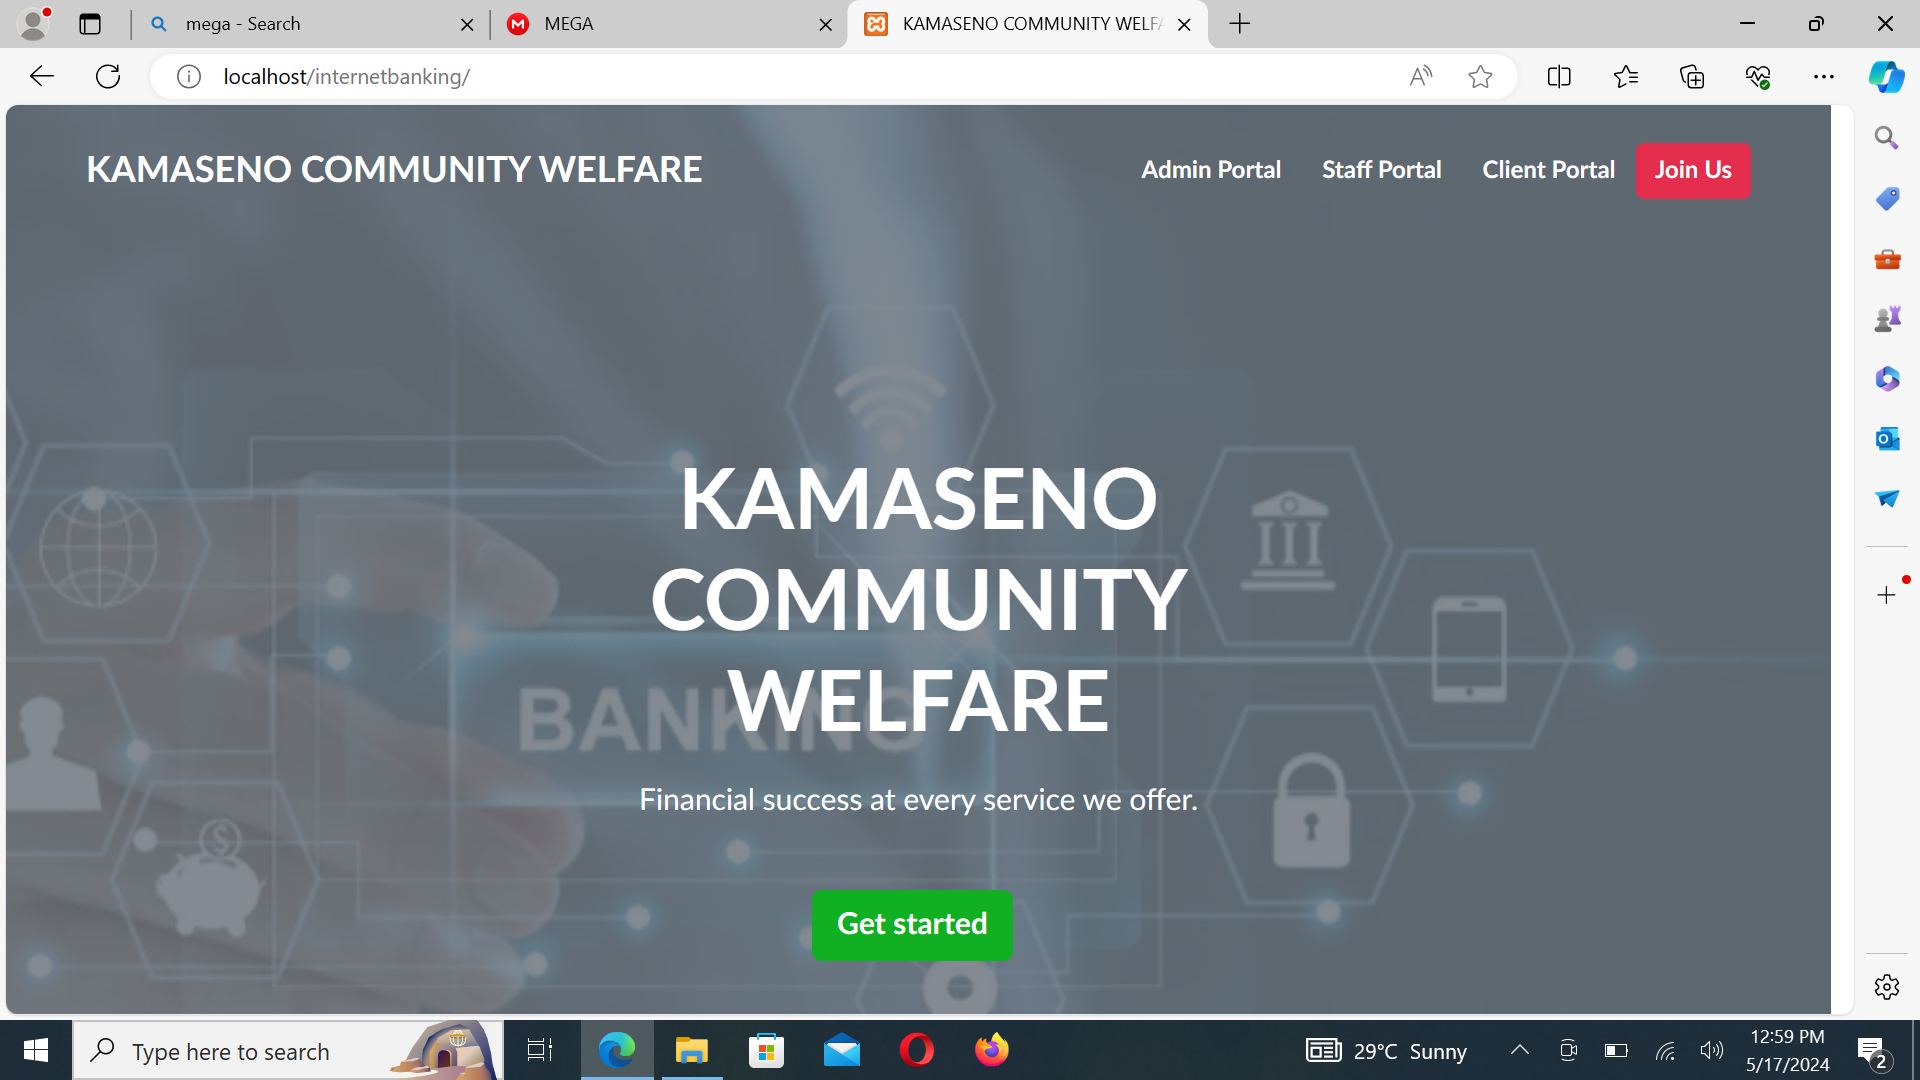 mega - Search
MEGA
KAMASENO COMMUNITY WELFA
localhost/internetbanking/
KAMASENO COMMUNITY WELFARE
Admin Portal
Staff Portal
Client Portal
Join Us
KAMASENO
COMMUNITY
WELFARE
BANKING
Financial success at every service we offer.
Get started
Type here to search
29°C Sunny
12:59 PM
5/17/2024
2